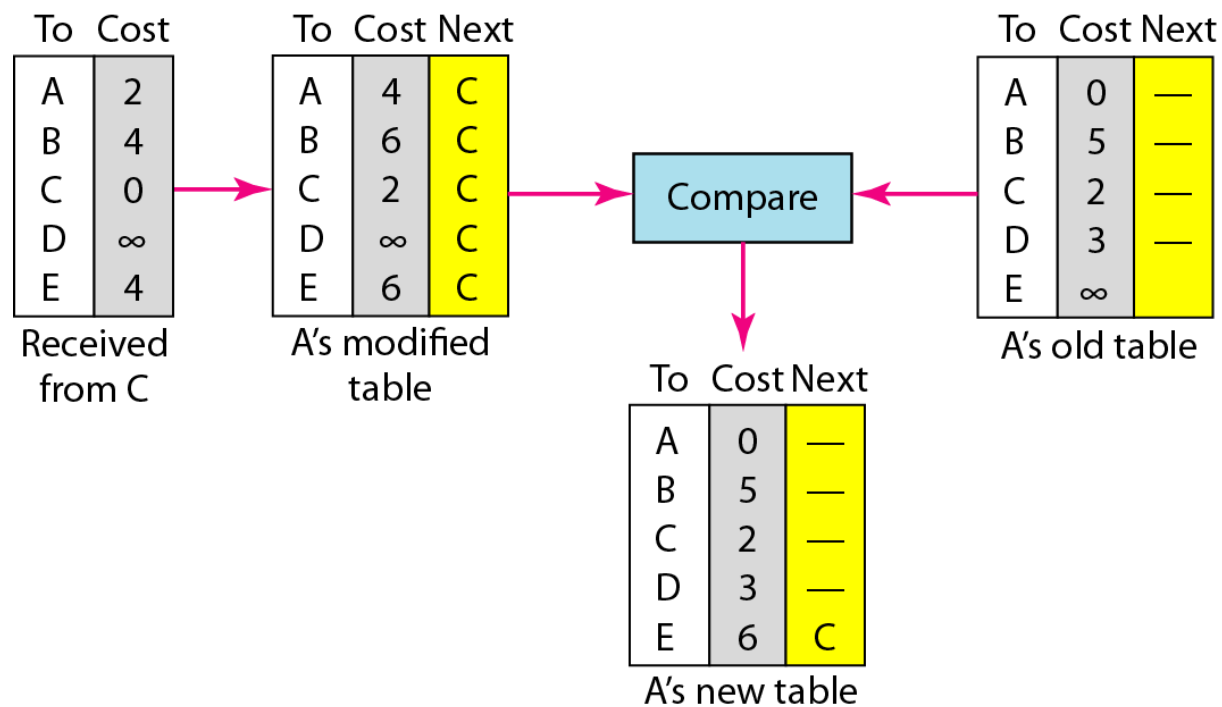 To Cost
A 2
B 4
C 0
D ∞
E 4
Received
from C
To Cost Next
A 4 C
B 6 C
C 2 C
D ∞ C
E 6 C
A's modified
table
Compare
To Cost Next
A 0 —
B 5 —
C 2 —
D 3 —
E ∞
A's old table
To Cost Next
A 0 —
B 5 —
C 2 —
D 3 —
E 6 C
A's new table